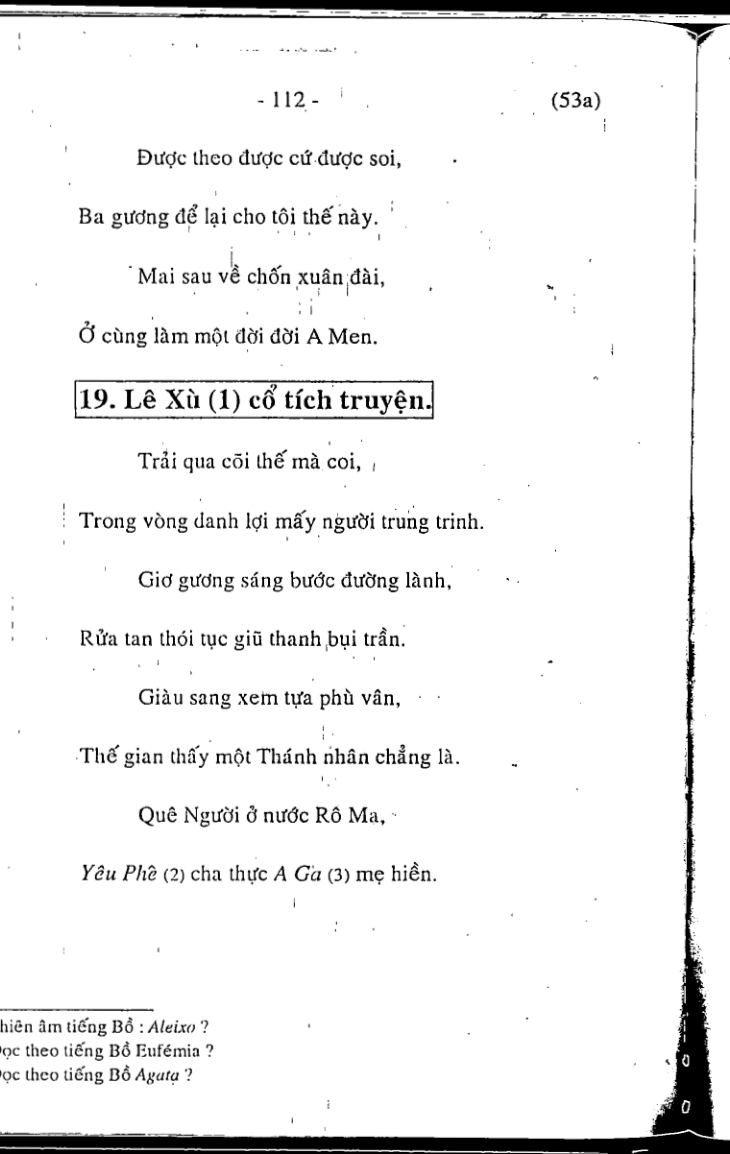 - 112 - (53a)
Được theo được cứ được soi,
Ba gương để lại cho tôi thế này.
Mai sau về chốn xuân đài,
Ở cùng làm một đời đời A Men.
19. Lê Xù (1) cổ tích truyện.
Trải qua cõi thế mà coi,
Trong vòng danh lợi mấy người trung trinh.
Giơ gương sáng bước đường lành,
Rửa tan thói tục giũ thanh bụi trần.
Giàu sang xem tựa phù vân,
Thế gian thấy một Thánh nhân chẳng là.
Quê Người ở nước Rô Ma,
Yêu Phê (2) cha thực A Ga (3) mẹ hiền.
hiên âm tiếng Bồ : Aleixo ?
ọc theo tiếng Bồ Eufémia ?
ọc theo tiếng Bồ Agata ?